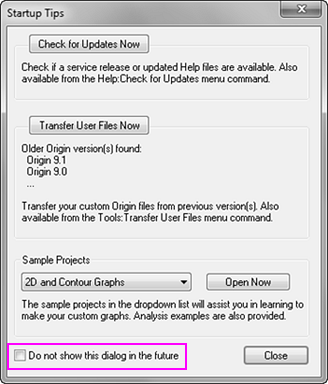 Startup Tips
Check for Updates Now
Check if a service release or updated Help files are available. Also
available from the Help:Check for Updates menu command.
Transfer User Files Now
Older Origin version(s) found:
Origin 9.1
Origin 9.0
...
Transfer your custom Origin files from previous version(s). Also
available from the Tools:Transfer User Files menu command.
Sample Projects
2D and Contour Graphs
Open Now
The sample projects in the dropdown list will assist you in learning to
make your custom graphs. Analysis examples are also provided.
Do not show this dialog in the future
Close